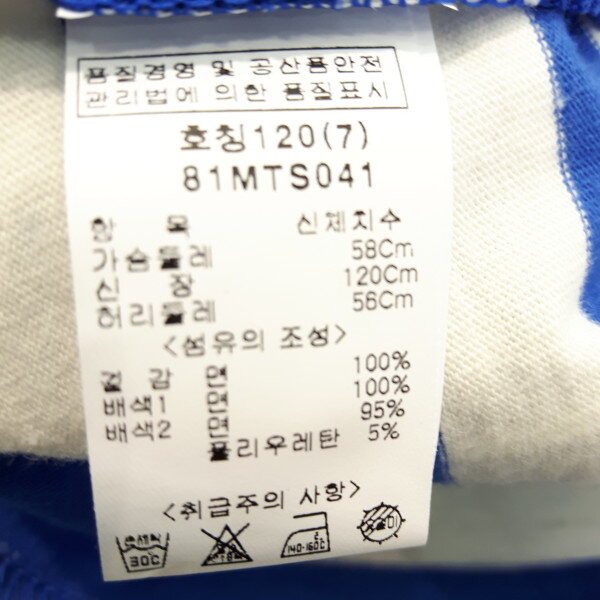 품질경영 및 공산품안전
관리법에 의한 품질표시
호칭120(7)
81MTS041
항 목 신체치수
가슴둘레 58Cm
신 장 120Cm
허리둘레 56Cm
<섬유의 조성>
겉 감 면 100%
배색1 면 100%
배색2 면 95%
폴리우레탄 5%
<취급주의 사항>
30℃
140-160℃